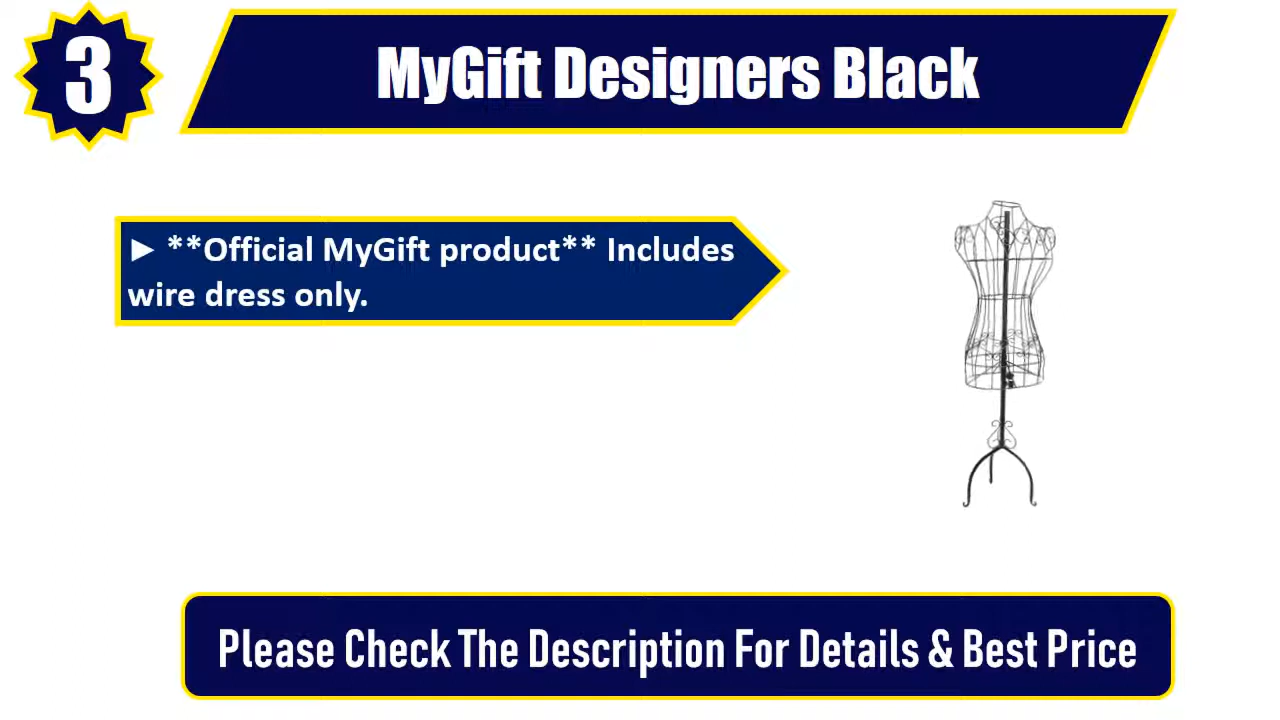 3
MyGift Designers Black
► **Official MyGift product** Includes
wire dress only.
Please Check The Description For Details & Best Price